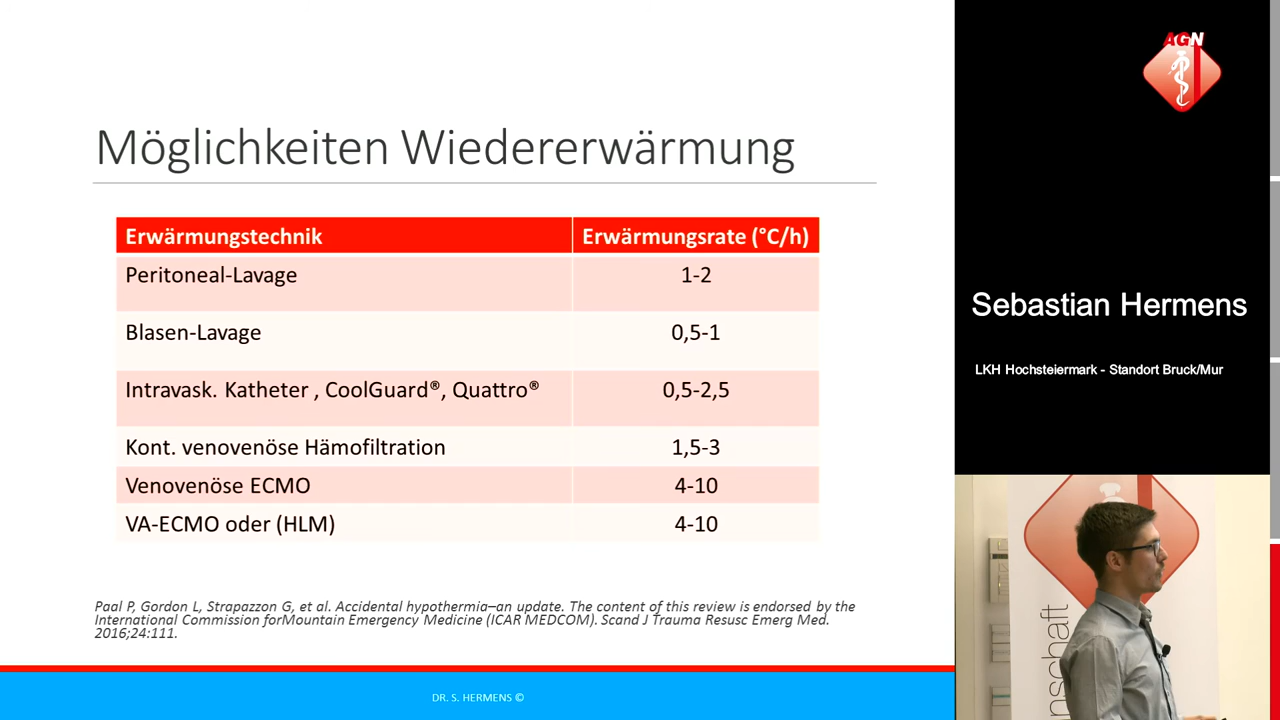 Möglichkeiten Wiedererwärmung
Erwärmungstechnik Erwärmungsrate (°C/h)
Peritoneal-Lavage 1-2
Blasen-Lavage 0,5-1
Intravask. Katheter , CoolGuard®, Quattro® 0,5-2,5
Kont. venovenöse Hämofiltration 1,5-3
Venovenöse ECMO 4-10
VA-ECMO oder (HLM) 4-10
Paal P, Gordon L, Strapazzon G, et al. Accidental hypothermia–an update. The content of this review is endorsed by the
International Commission forMountain Emergency Medicine (ICAR MEDCOM). Scand J Trauma Resusc Emerg Med.
2016;24:111.
DR. S. HERMENS ©
AGN
Sebastian Hermens
LKH Hochsteiermark - Standort Bruck/Mur
nschaft